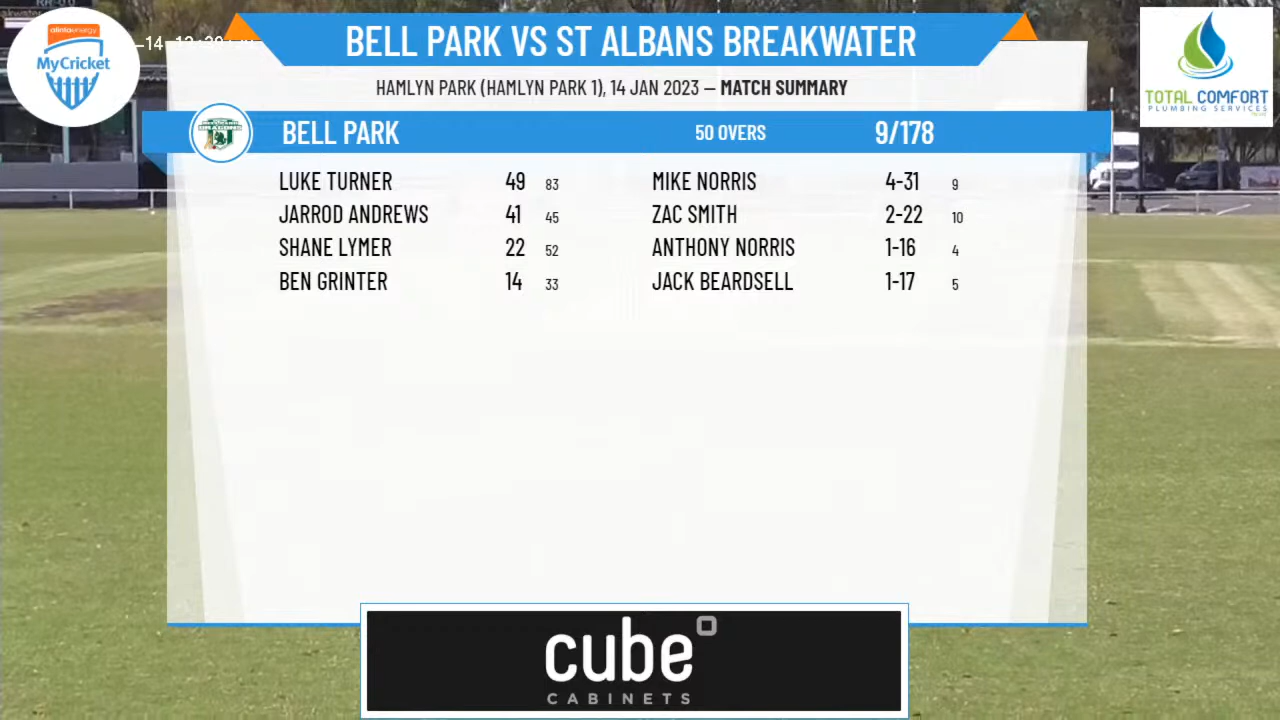 BELL PARK VS ST ALBANS BREAKWATER
HAMLYN PARK (HAMLYN PARK 1), 14 JAN 2023 – MATCH SUMMARY
alintaenergy
MyCricket
TOTAL COMFORT
PLUMBING SERVICES
BELL PARK 50 OVERS 9/178
LUKE TURNER 49 83 MIKE NORRIS 4-31 9
JARROD ANDREWS 41 45 ZAC SMITH 2-22 10
SHANE LYMER 22 52 ANTHONY NORRIS 1-16 4
BEN GRINTER 14 33 JACK BEARDSELL 1-17 5
cube
CABINETS